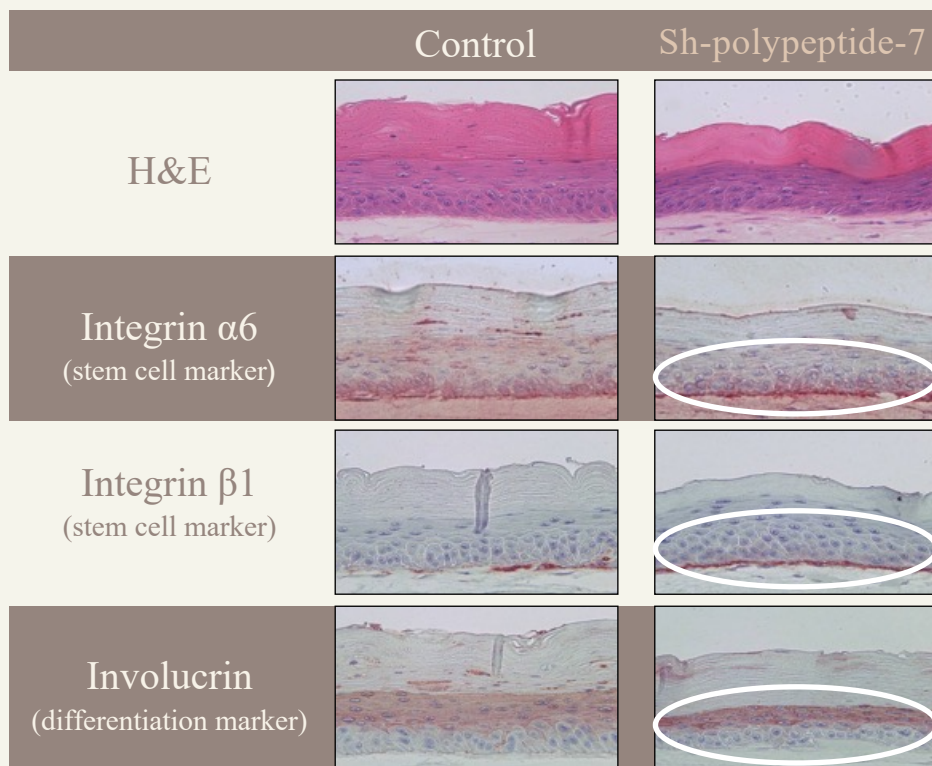 Control
Sh-polypeptide-7
H&E
Integrin α6
(stem cell marker)
Integrin β1
(stem cell marker)
Involucrin
(differentiation marker)